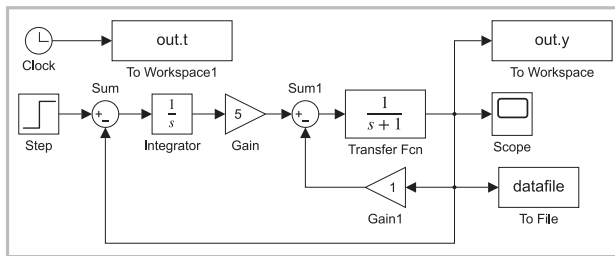 out.t
out.y
Clock
To Workspace1
To Workspace
Sum
Sum1
+
−
1
s
5
+
−
1
s + 1
Step
Integrator
Gain
Transfer Fcn
Scope
1
datafile
Gain1
To File